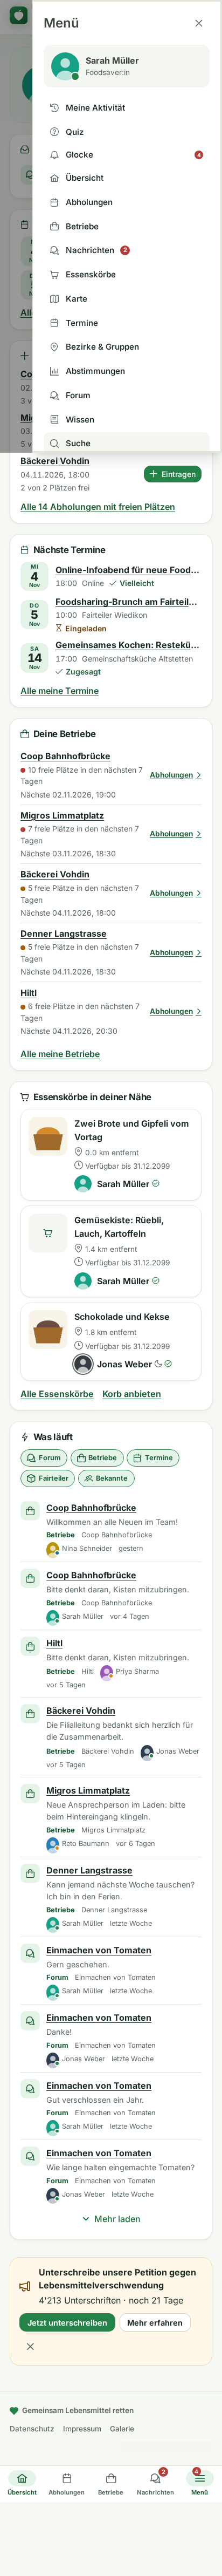 Menü
Sarah Müller
Foodsaver:in
Meine Aktivität
Quiz
Glocke
4
Übersicht
Abholungen
Betriebe
Nachrichten 2
Essenskörbe
Karte
Termine
Bezirke & Gruppen
Abstimmungen
Forum
Wissen
Suche
Bäckerei Vohdin
04.11.2026, 18:00
2 von 2 Plätzen frei
Eintragen
Alle 14 Abholungen mit freien Plätzen
Nächste Termine
MI
4
Nov
Online-Infoabend für neue Food…
18:00 Online Vielleicht
DO
5
Nov
Foodsharing-Brunch am Fairteil…
10:00 Fairteiler Wiedikon
Eingeladen
SA
14
Nov
Gemeinsames Kochen: Restekü…
17:00 Gemeinschaftsküche Altstetten
Zugesagt
Alle meine Termine
Deine Betriebe
Coop Bahnhofbrücke
10 freie Plätze in den nächsten 7
Tagen
Nächste 02.11.2026, 19:00
Abholungen
Migros Limmatplatz
7 freie Plätze in den nächsten 7
Tagen
Nächste 03.11.2026, 18:30
Abholungen
Bäckerei Vohdin
5 freie Plätze in den nächsten 7
Tagen
Nächste 04.11.2026, 18:00
Abholungen
Denner Langstrasse
5 freie Plätze in den nächsten 7
Tagen
Nächste 04.11.2026, 18:30
Abholungen
Hiltl
6 freie Plätze in den nächsten 7
Tagen
Nächste 04.11.2026, 20:30
Abholungen
Alle meine Betriebe
Essenskörbe in deiner Nähe
Zwei Brote und Gipfeli vom
Vortag
0.0 km entfernt
Verfügbar bis 31.12.2099
Sarah Müller
Gemüsekiste: Rüebli,
Lauch, Kartoffeln
1.4 km entfernt
Verfügbar bis 31.12.2099
Sarah Müller
Schokolade und Kekse
1.8 km entfernt
Verfügbar bis 31.12.2099
Jonas Weber
Alle Essenskörbe Korb anbieten
Was läuft
Forum Betriebe Termine
Fairteiler Bekannte
Coop Bahnhofbrücke
Willkommen an alle Neuen im Team!
Betriebe Coop Bahnhofbrücke
Nina Schneider gestern
Coop Bahnhofbrücke
Bitte denkt daran, Kisten mitzubringen.
Betriebe Coop Bahnhofbrücke
Sarah Müller vor 4 Tagen
Hiltl
Bitte denkt daran, Kisten mitzubringen.
Betriebe Hiltl Priya Sharma
vor 5 Tagen
Bäckerei Vohdin
Die Filialleitung bedankt sich herzlich für
die Zusammenarbeit.
Betriebe Bäckerei Vohdin Jonas Weber
vor 5 Tagen
Migros Limmatplatz
Neue Ansprechperson im Laden: bitte
beim Hintereingang klingeln.
Betriebe Migros Limmatplatz
Reto Baumann vor 6 Tagen
Denner Langstrasse
Kann jemand nächste Woche tauschen?
Ich bin in den Ferien.
Betriebe Denner Langstrasse
Sarah Müller letzte Woche
Einmachen von Tomaten
Gern geschehen.
Forum Einmachen von Tomaten
Sarah Müller letzte Woche
Einmachen von Tomaten
Danke!
Forum Einmachen von Tomaten
Jonas Weber letzte Woche
Einmachen von Tomaten
Gut verschlossen ein Jahr.
Forum Einmachen von Tomaten
Sarah Müller letzte Woche
Einmachen von Tomaten
Wie lange halten eingemachte Tomaten?
Forum Einmachen von Tomaten
Jonas Weber letzte Woche
Mehr laden
Unterschreibe unsere Petition gegen
Lebensmittelverschwendung
4'213 Unterschriften · noch 21 Tage
Jetzt unterschreiben Mehr erfahren
Gemeinsam Lebensmittel retten
Datenschutz Impressum Galerie
2
4
Übersicht Abholungen Betriebe Nachrichten Menü